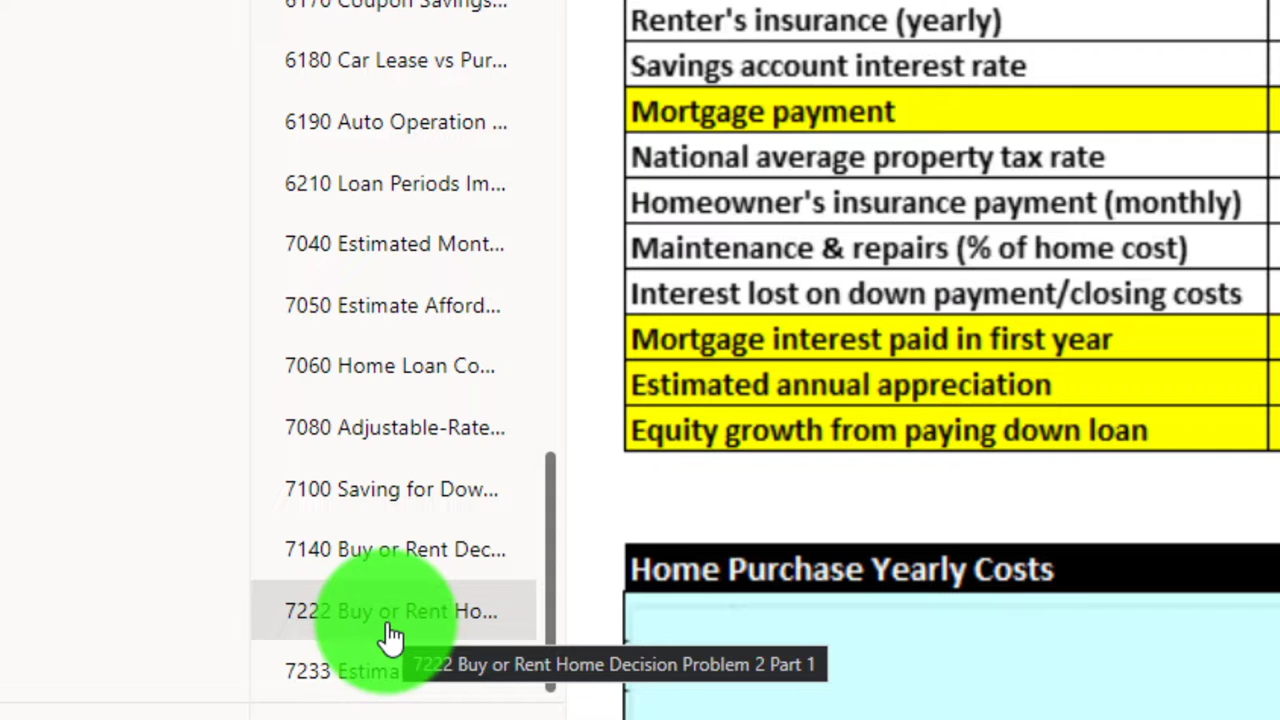 6170 Coupon Savings...
6180 Car Lease vs Pur...
6190 Auto Operation ...
6210 Loan Periods Im...
7040 Estimated Mont...
7050 Estimate Afford...
7060 Home Loan Co...
7080 Adjustable-Rate...
7100 Saving for Dow...
7140 Buy or Rent Dec...
7222 Buy or Rent Ho...
7222 Buy or Rent Home Decision Problem 2 Part 1
7233 Estima
Renter's insurance (yearly)
Savings account interest rate
Mortgage payment
National average property tax rate
Homeowner's insurance payment (monthly)
Maintenance & repairs (% of home cost)
Interest lost on down payment/closing costs
Mortgage interest paid in first year
Estimated annual appreciation
Equity growth from paying down loan
Home Purchase Yearly Costs